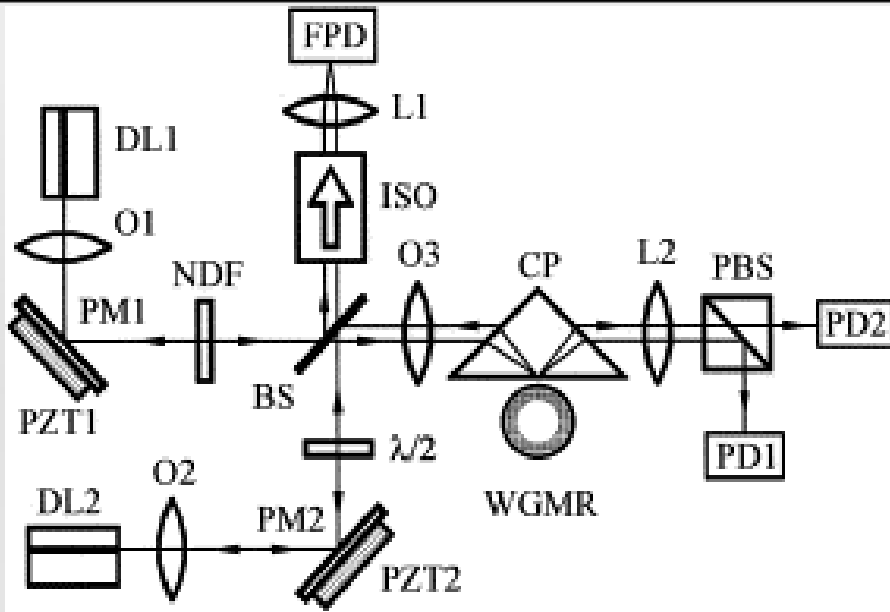 FPD
L1
DL1
ISO
O1
O3
CP
L2
PBS
NDF
PM1
PD2
BS
PZT1
λ/2
PD1
O2
WGMR
DL2
PM2
PZT2